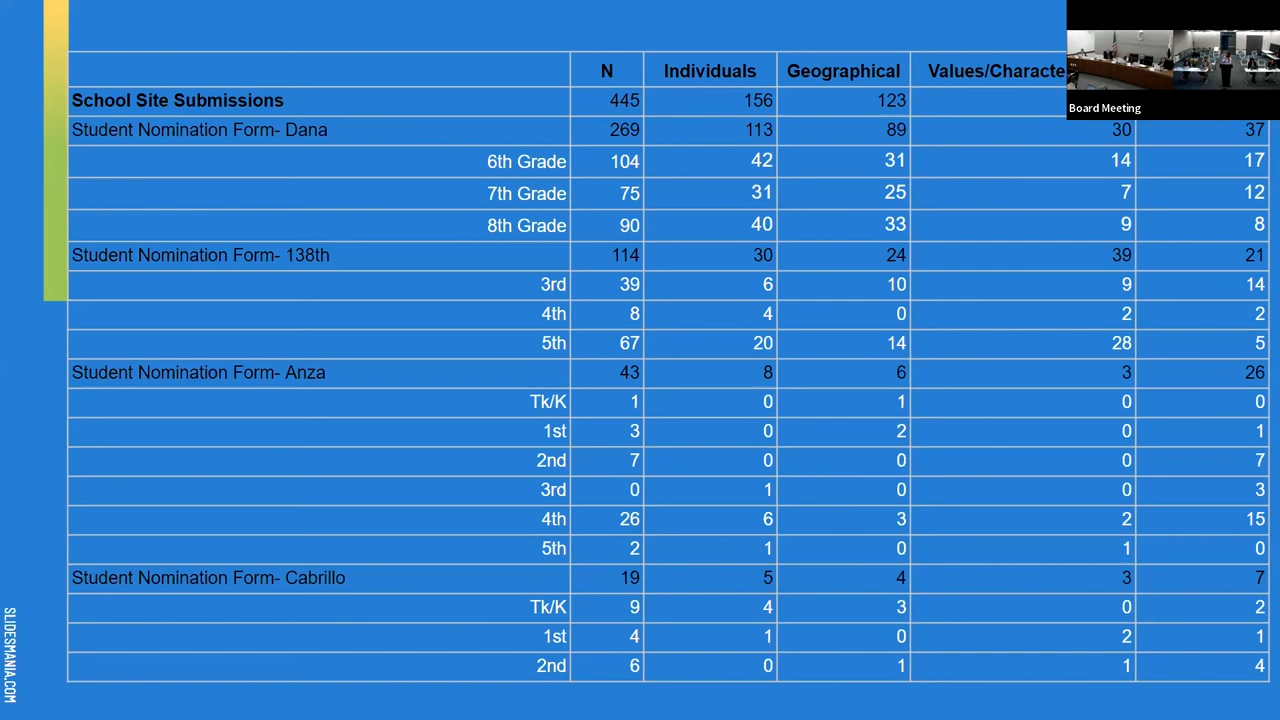 N Individuals Geographical
Board Meeting
School Site Submissions 445 156 123
Student Nomination Form- Dana 269 113 89 30 37
6th Grade 104 42 31 14 17
7th Grade 75 31 25 7 12
8th Grade 90 40 33 9 8
Student Nomination Form- 138th 114 30 24 39 21
3rd 39 6 10 9 14
4th 8 4 0 2 2
5th 67 20 14 28 5
Student Nomination Form- Anza 43 8 6 3 26
Tk/K 1 0 1 0 0
1st 3 0 2 0 1
2nd 7 0 0 0 7
3rd 0 1 0 0 3
4th 26 6 3 2 15
5th 2 1 0 1 0
Student Nomination Form- Cabrillo 19 5 4 3 7
Tk/K 9 4 3 0 2
1st 4 1 0 2 1
2nd 6 0 1 1 4
SLIDESMANIA.COM